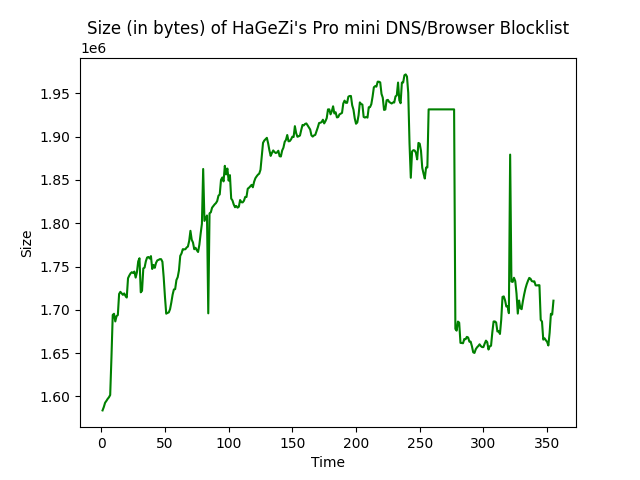 Size (in bytes) of HaGeZi's Pro mini DNS/Browser Blocklist
1e6
1.95
1.90
1.85
1.80
1.75
1.70
1.65
1.60
Size
0 50 100 150 200 250 300 350
Time